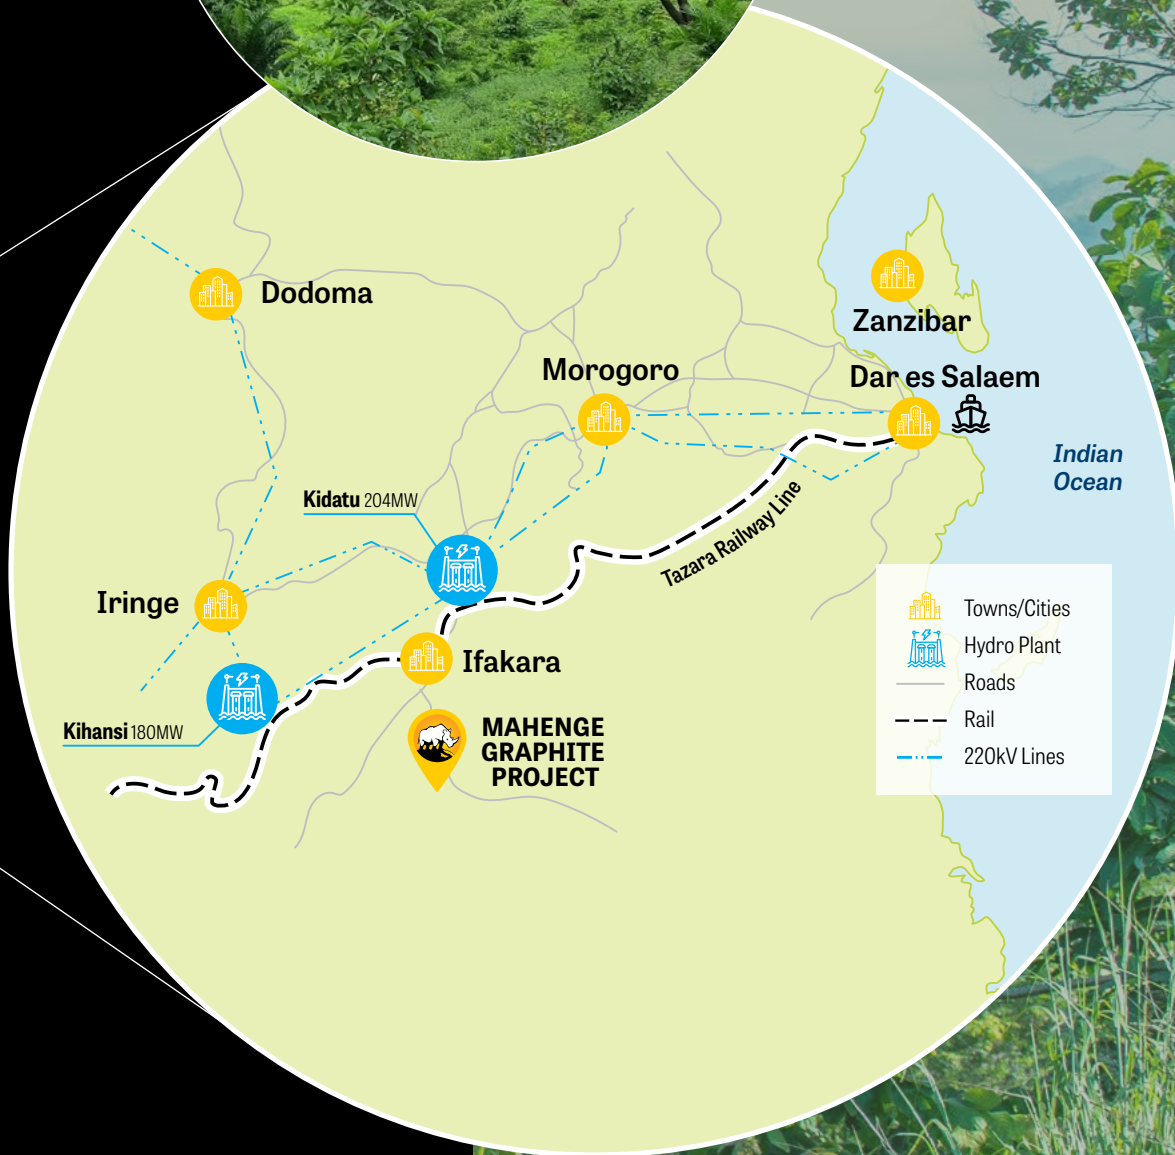 Dodoma
Zanzibar
Morogoro
Dar es Salaem
Indian
Ocean
Kidatu 204MW
Tazara Railway Line
Iringe
Ifakara
Kihansi 180MW
MAHENGE
GRAPHITE
PROJECT
Towns/Cities
Hydro Plant
Roads
Rail
220kV Lines